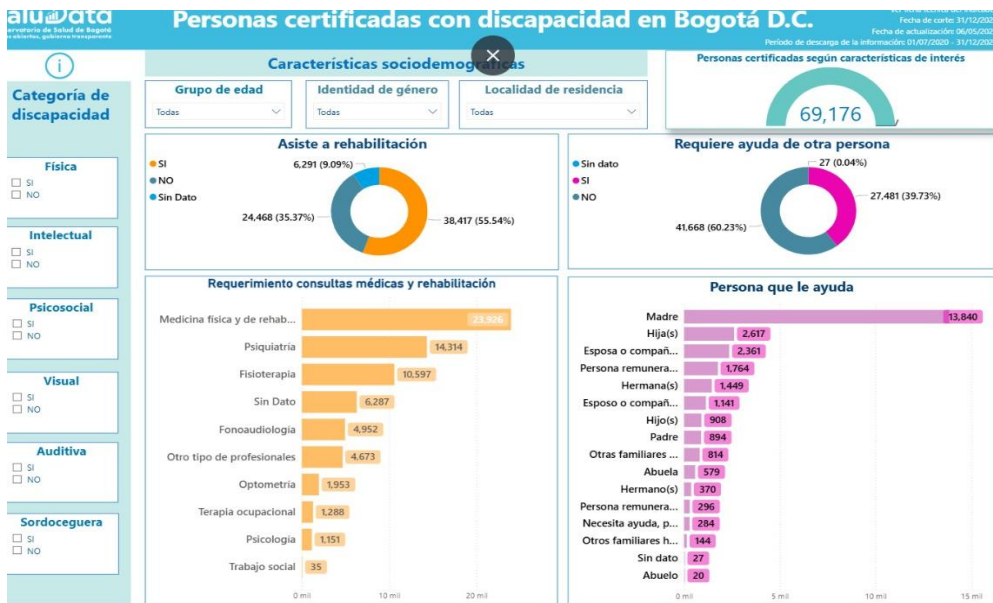 aluData
ervatorio de Salud de Bogotá
os abiertos, gobierno transparente
Personas certificadas con discapacidad en Bogotá D.C.
Fecha de corte: 31/12/202
Fecha de actualización: 06/05/202
Período de descarga de la información: 01/07/2020 - 31/12/202
i
Categoría de
discapacidad
Física
SI
NO
Intelectual
SI
NO
Psicosocial
SI
NO
Visual
SI
NO
Auditiva
SI
NO
Sordoceguera
SI
NO
Características sociodemográficas
Grupo de edad
Todas
Identidad de género
Todas
Localidad de residencia
Todas
Personas certificadas según características de interés
69,176
Asiste a rehabilitación
SI
NO
Sin Dato
6,291 (9.09%)
24,468 (35.37%)
38,417 (55.54%)
Requiere ayuda de otra persona
Sin dato
SI
NO
27 (0.04%)
27,481 (39.73%)
41,668 (60.23%)
Requerimiento consultas médicas y rehabilitación
Medicina física y de rehab... 23,926
Psiquiatría 14,314
Fisioterapia 10,597
Sin Dato 6,287
Fonoaudiología 4,952
Otro tipo de profesionales 4,673
Optometría 1,953
Terapia ocupacional 1,288
Psicología 1,151
Trabajo social 35
0 mil 10 mil 20 mil
Persona que le ayuda
Madre 13,840
Hija(s) 2,617
Esposa o compañ... 2,361
Persona remunera... 1,764
Hermana(s) 1,449
Esposo o compañ... 1,141
Hijo(s) 908
Padre 894
Otras familiares ... 814
Abuela 579
Hermano(s) 370
Persona remunera... 296
Necesita ayuda, p... 284
Otros familiares h... 144
Sin dato 27
Abuelo 20
0 mil 5 mil 10 mil 15 mil